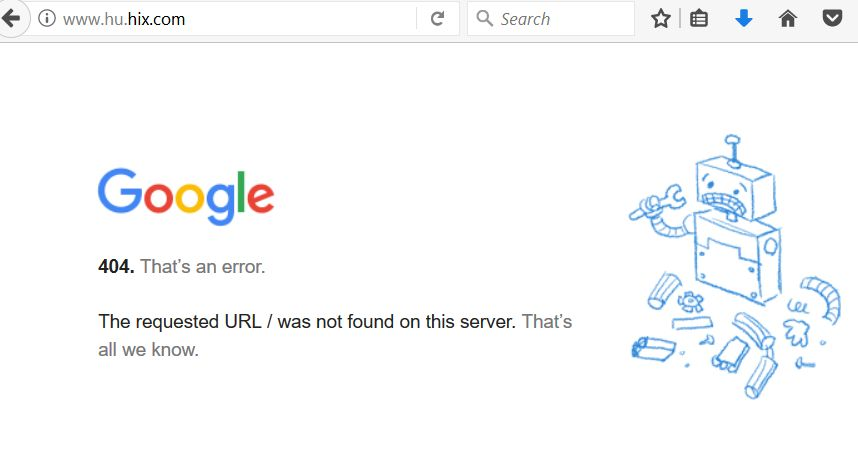 www.hu.hix.com
Search
Google
404. That’s an error.
The requested URL / was not found on this server. That’s
all we know.